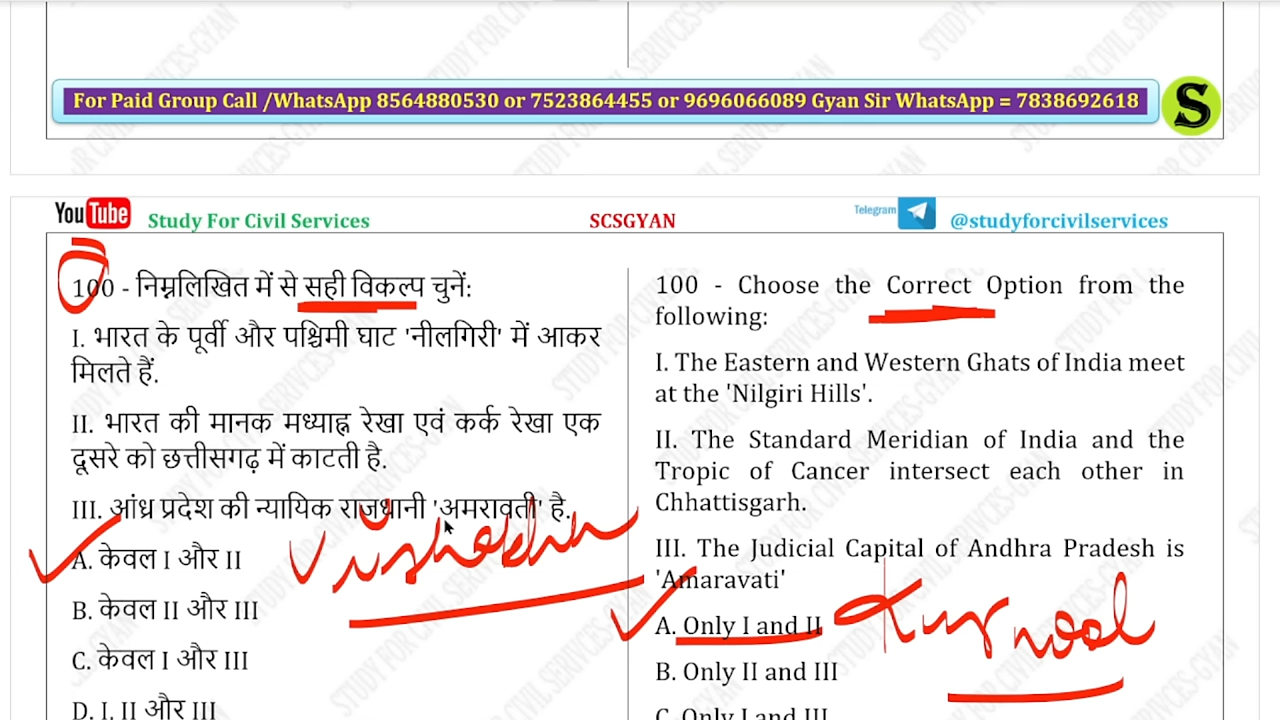 For Paid Group Call /WhatsApp 8564880530 or 7523864455 or 9696066089 Gyan Sir WhatsApp = 7838692618
S
YouTube Study For Civil Services
SCSGYAN
Telegram @studyforcivilservices
100 - निम्नलिखित में से सही विकल्प चुनें:
I. भारत के पूर्वी और पश्चिमी घाट 'नीलगिरी' में आकर
मिलते हैं.
II. भारत की मानक मध्याह्न रेखा एवं कर्क रेखा एक
दूसरे को छत्तीसगढ़ में काटती है.
III. आंध्र प्रदेश की न्यायिक राजधानी 'अमरावती' है.
A. केवल I और II
B. केवल II और III
C. केवल I और III
D. I, II और III
100 - Choose the Correct Option from the
following:
I. The Eastern and Western Ghats of India meet
at the 'Nilgiri Hills'.
II. The Standard Meridian of India and the
Tropic of Cancer intersect each other in
Chhattisgarh.
III. The Judicial Capital of Andhra Pradesh is
'Amaravati'
A. Only I and II
Kurnool
B. Only II and III
C. Only I and III